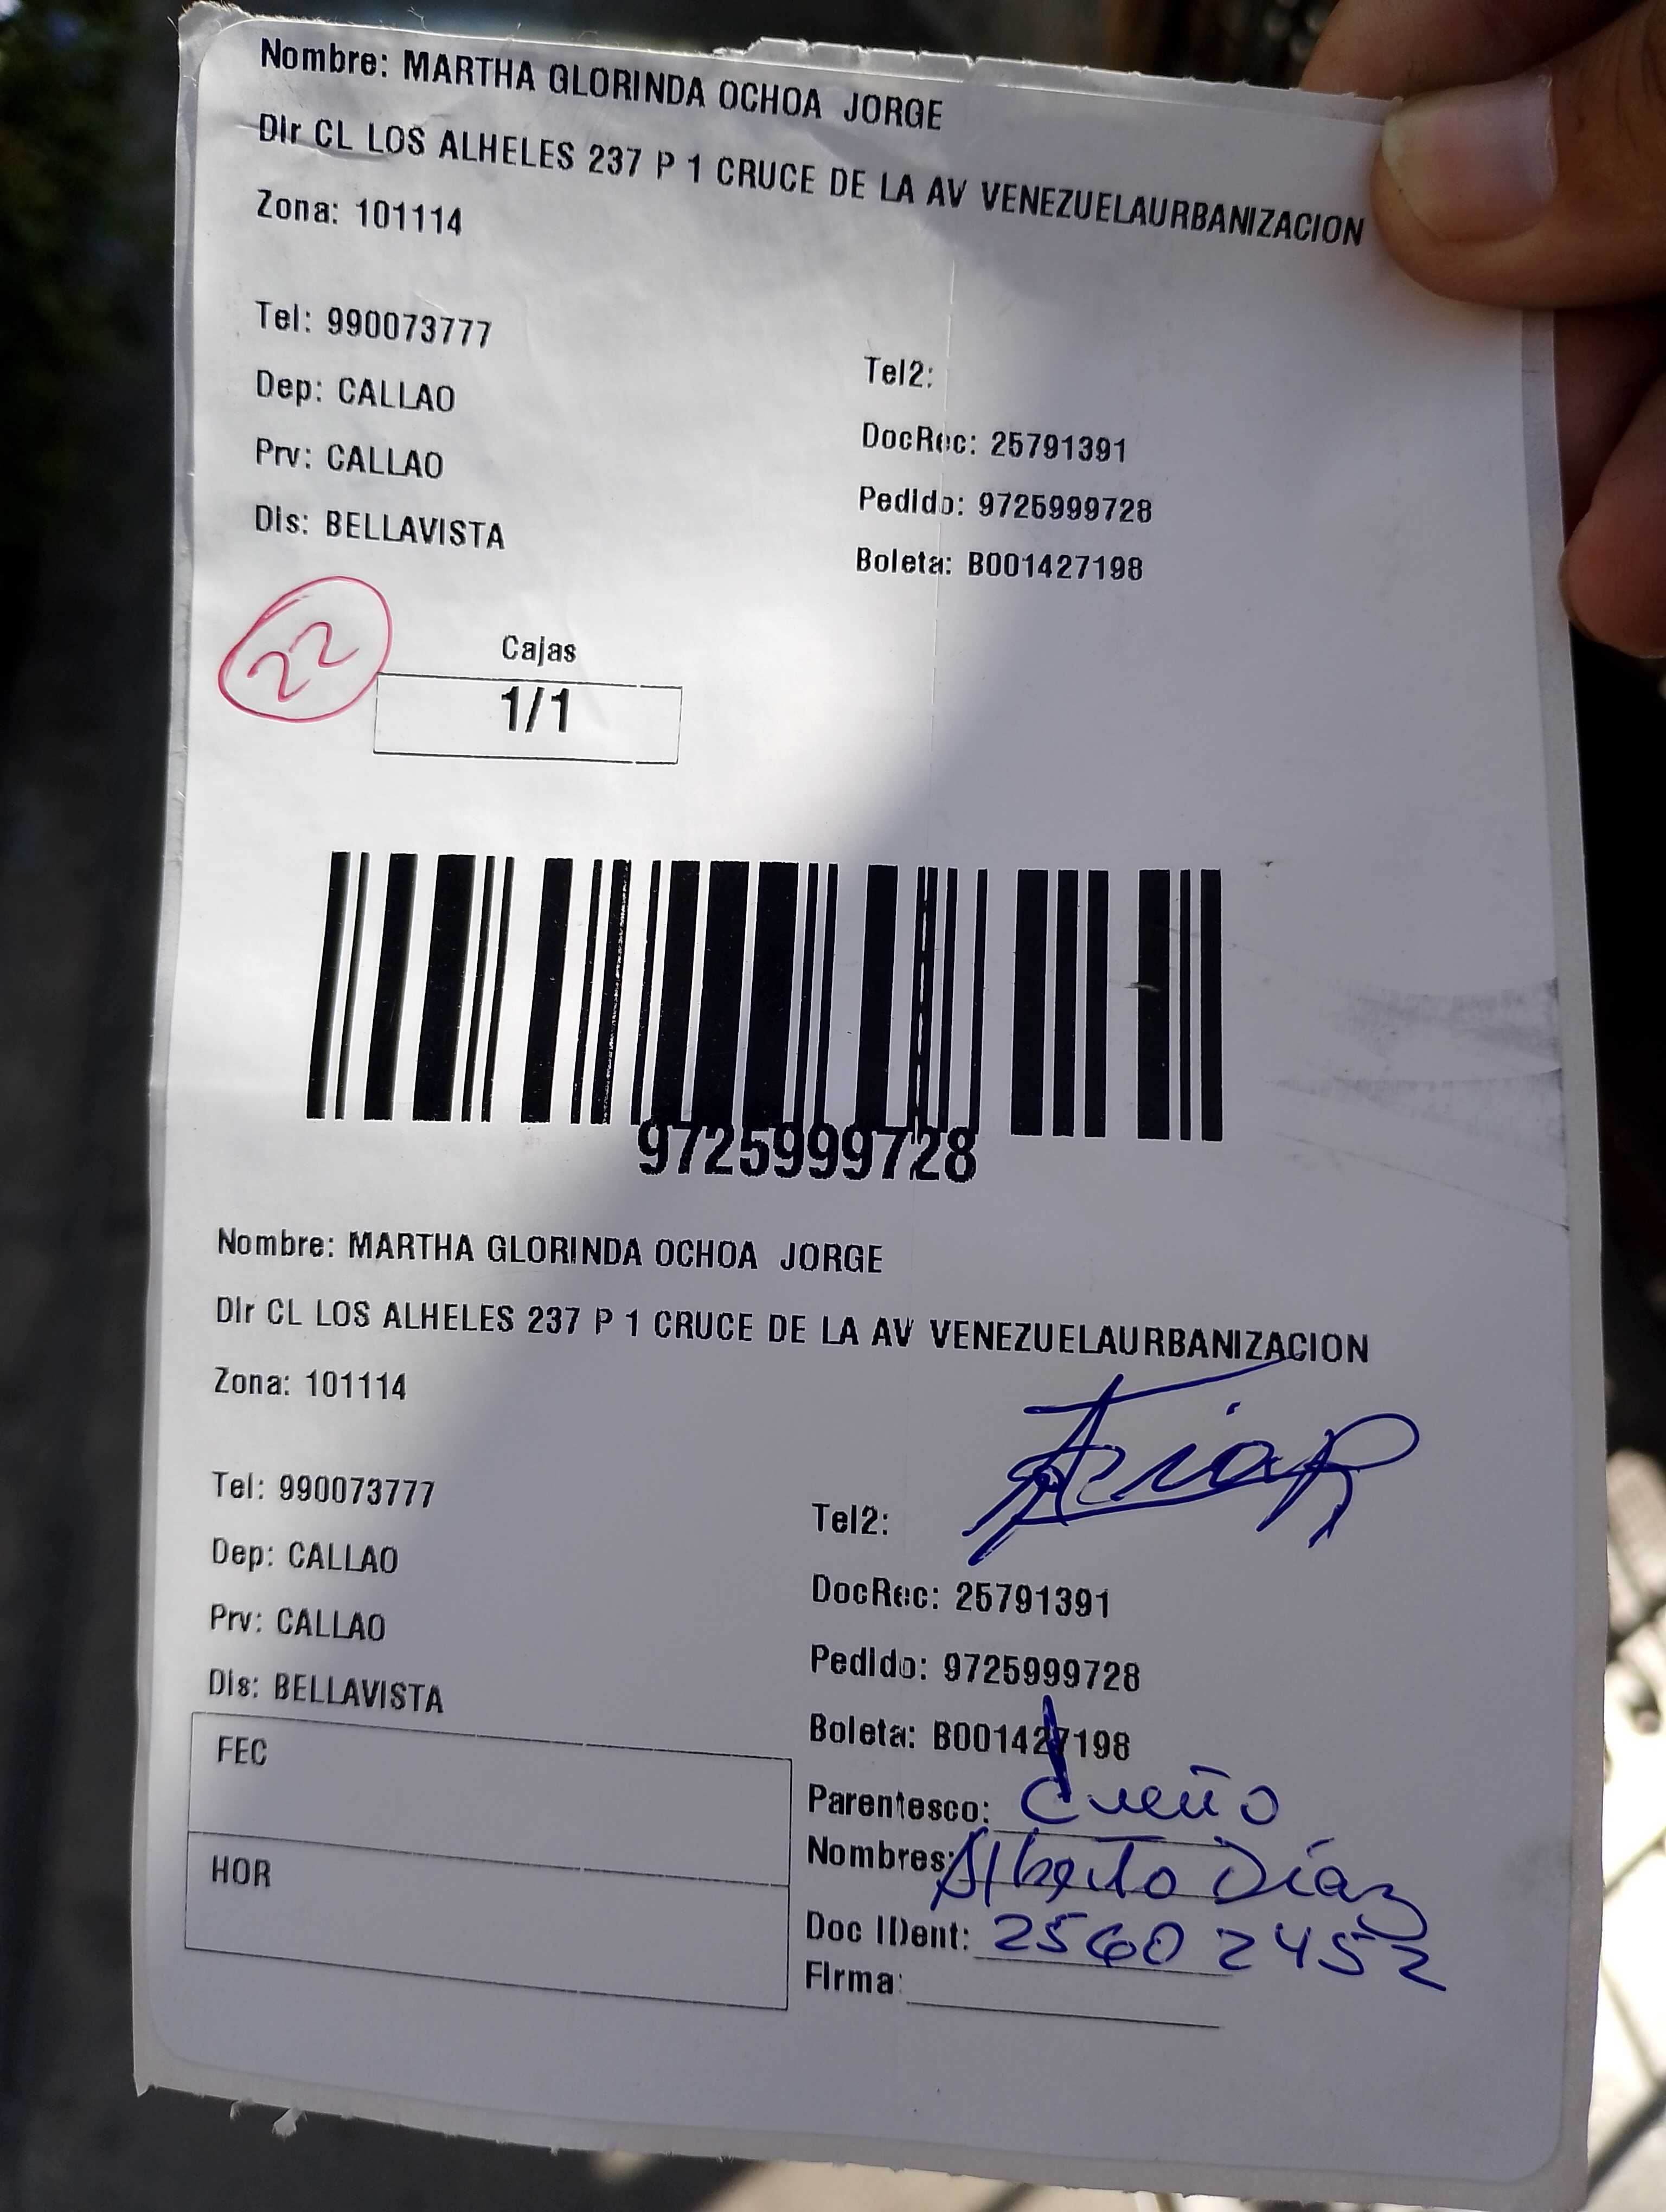 Nombre: MARTHA GLORINDA OCHOA JORGE
Dir CL LOS ALHELES 237 P 1 CRUCE DE LA AV VENEZUELAURBANIZACION
Zona: 101114
Tel: 990073777
Tel2:
Dep: CALLAO
DocRec: 25791391
Prv: CALLAO
Pedido: 9725999728
Dis: BELLAVISTA
Boleta: B001427198
22
Cajas
1/1
9725999728
Nombre: MARTHA GLORINDA OCHOA JORGE
Dir CL LOS ALHELES 237 P 1 CRUCE DE LA AV VENEZUELAURBANIZACION
Zona: 101114
Tel: 990073777
Tel2:
Dep: CALLAO
DocRec: 25791391
Prv: CALLAO
Pedido: 9725999728
Dis: BELLAVISTA
Boleta: B001427198
FEC
Parentesco: dueño
Nombres: Alberto Díaz
HOR
Doc IDent: 25602452
Firma: